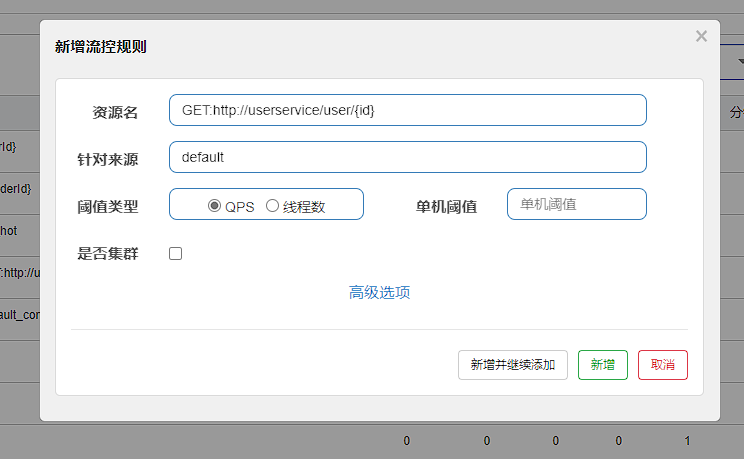 ×
新增流控规则
资源名 GET:http://userservice/user/{id}
分
rId}
针对来源 default
derId}
阈值类型 QPS 线程数 单机阈值 单机阈值
hot
是否集群
T:http://u
高级选项
ault_con
新增并继续添加 新增 取消
0 0 0 0 1